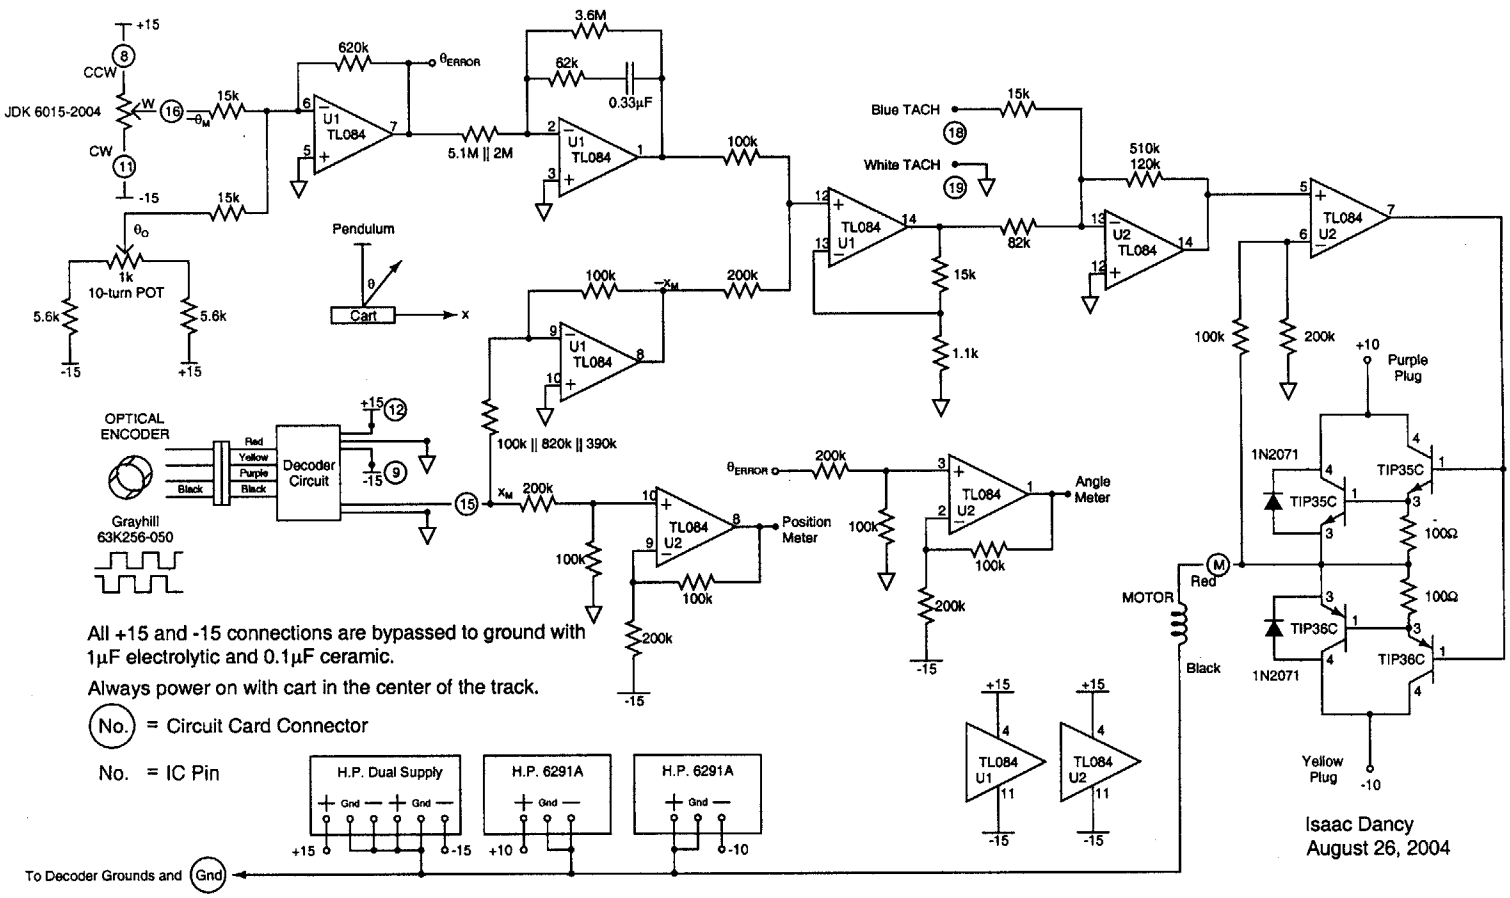 +15
8
CCW
JDK 6015-2004
W
16
-θM
CW
11
-15
15k
620k
θERROR
6
5
U1
TL084
7
15k
θO
1k
10-turn POT
5.6k
5.6k
-15
+15
5.1M || 2M
3.6M
62k
0.33µF
2
3
U1
TL084
1
100k
Pendulum
θ
Cart
x
100k
-xM
200k
9
10
U1
TL084
8
100k || 820k || 390k
12
13
TL084
U1
14
15k
1.1k
Blue TACH
18
White TACH
19
15k
82k
510k
120k
13
12
U2
TL084
14
5
6
TL084
U2
7
100k
200k
+10
Purple
Plug
1N2071
4
TIP35C
3
1
4
TIP35C
3
1
100Ω
100Ω
M
Red
MOTOR
Black
3
TIP36C
4
1
3
TIP36C
4
1
1N2071
Yellow
Plug
-10
OPTICAL
ENCODER
Red
Yellow
Purple
Black
Black
Decoder
Circuit
+15
12
-15
9
15
xM
Grayhill
63K256-050
200k
100k
10
9
TL084
U2
8
Position
Meter
100k
200k
-15
θERROR
200k
100k
3
2
TL084
U2
1
Angle
Meter
100k
200k
-15
All +15 and -15 connections are bypassed to ground with
1µF electrolytic and 0.1µF ceramic.
Always power on with cart in the center of the track.
No. = Circuit Card Connector
No. = IC Pin
+15
4
TL084
U1
11
-15
+15
4
TL084
U2
11
-15
H.P. Dual Supply
+ Gnd — + Gnd —
+15
-15
H.P. 6291A
+ Gnd —
+10
H.P. 6291A
+ Gnd —
-10
To Decoder Grounds and Gnd
Isaac Dancy
August 26, 2004